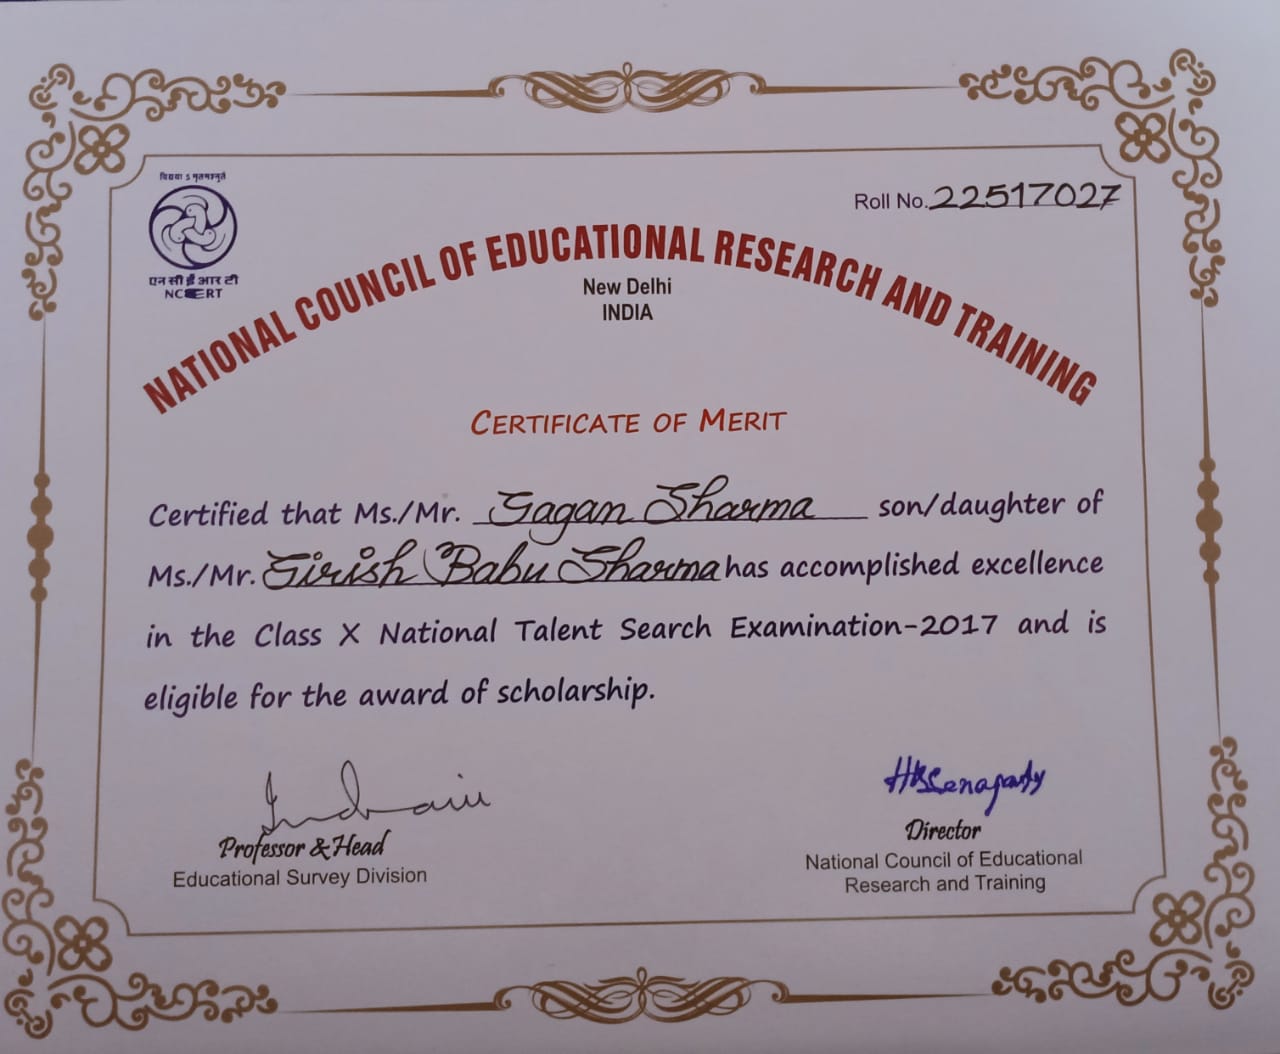 विद्यया ऽ मृतमश्नुते
एन सी ई आर टी
NCERT
Roll No. 22517027
NATIONAL COUNCIL OF EDUCATIONAL RESEARCH AND TRAINING
New Delhi
INDIA
CERTIFICATE OF MERIT
Certified that Ms./Mr. Gagan Sharma son/daughter of
Ms./Mr. Girish Babu Sharma has accomplished excellence
in the Class X National Talent Search Examination-2017 and is
eligible for the award of scholarship.
Professor & Head
Educational Survey Division
HKSenapaty
Director
National Council of Educational
Research and Training